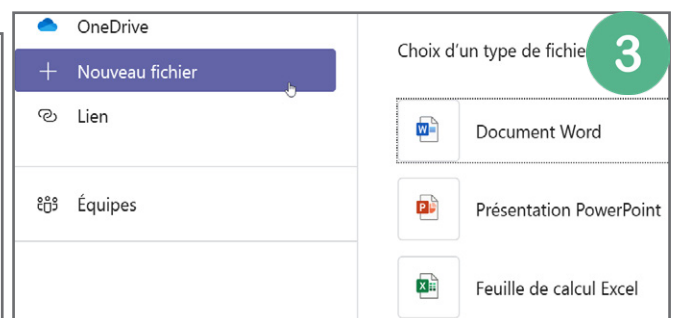 OneDrive
Nouveau fichier
Lien
Équipes
Choix d'un type de fichie
3
Document Word
Présentation PowerPoint
Feuille de calcul Excel